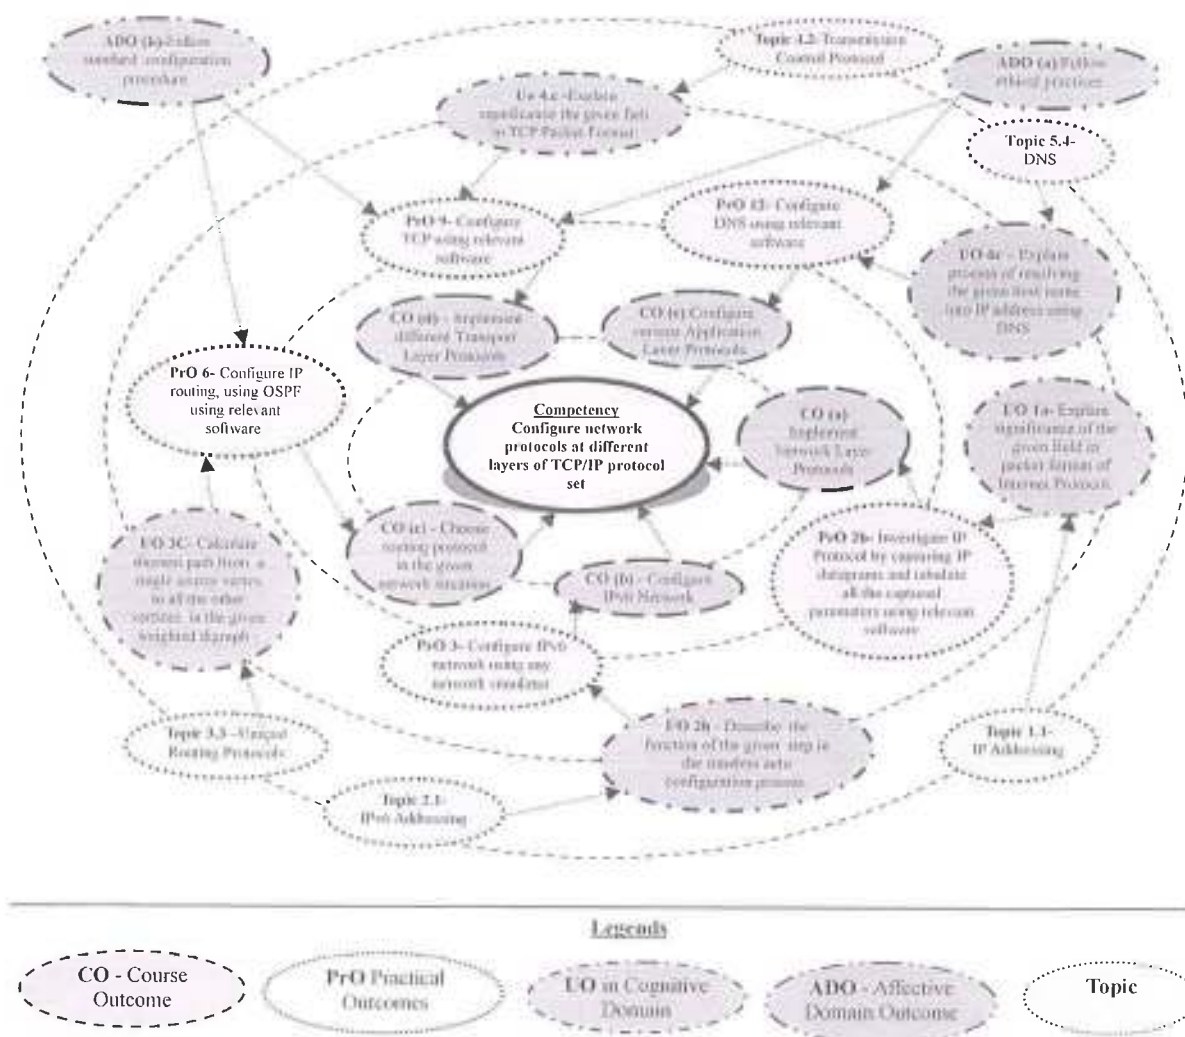 ADO (b)-Follow
standard configuration
procedure
Topic 4.2- Transmission
Control Protocol
ADO (a)-Follow
ethical practices
Uo 4.c -Explain
significance the given
in TCP Packet Format.
Topic 5.4-
DNS
PrO 9- Configure
TCP using relevant
software
PrO 12- Configure
DNS using relevant
software
UO - Explain
process of resolving
the given host name
into IP address using
DNS
CO (d) - Implement
different Transport
Layer Protocols
CO (e) Configure
various Application
Layer Protocols
PrO 6- Configure IP
routing, using OSPF
using relevant
software
Competency
Configure network
protocols at different
layers of TCP/IP protocol
set
CO (a)
Implement
Network Layer
Protocols
UO 1a- Explain
significance of the
given field in
packet format of
Internet Protocol.
UO 3C- Calculate
shortest path from a
single source vertex
to all the other
vertices in the given
weighted digraph
CO (c) - Choose
routing protocol
in the given
network situation
CO (b) - Configure
IPv6 Network
PrO 2b- Investigate IP
Protocol by capturing IP
datagrams and tabulate
all the captured
parameters using relevant
software
PrO 3- Configure IPv6
network using any
network simulator
UO 2b - Describe the
function of the given step in
the stateless auto
configuration process
Topic 3.3 -Unicast
Routing Protocols
Topic 1.1-
IP Addressing
Topic 2.1-
IPv6 Addressing
Legends
CO - Course
Outcome
PrO Practical
Outcomes
UO in Cognitive
Domain
ADO - Affective
Domain Outcome
Topic